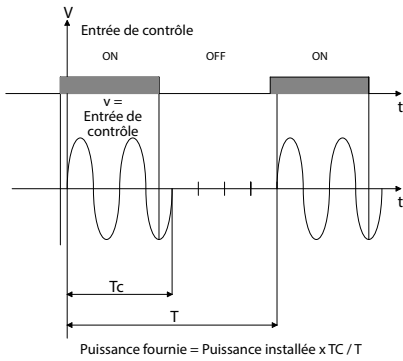 V
Entrée de contrôle
ON OFF ON
t
v =
Entrée de
contrôle
t
Tc
T
Puissance fournie = Puissance installée x TC / T